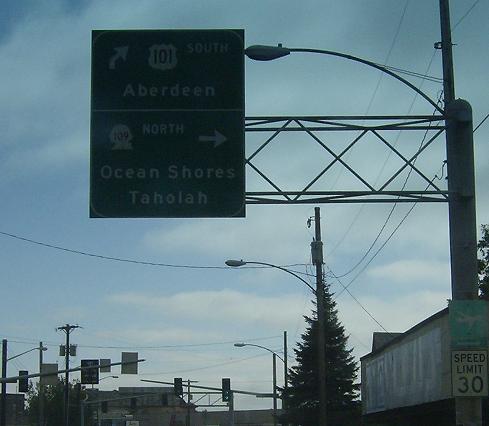 101 SOUTH
Aberdeen
109 NORTH
Ocean Shores
Taholah
SPEED
LIMIT
30